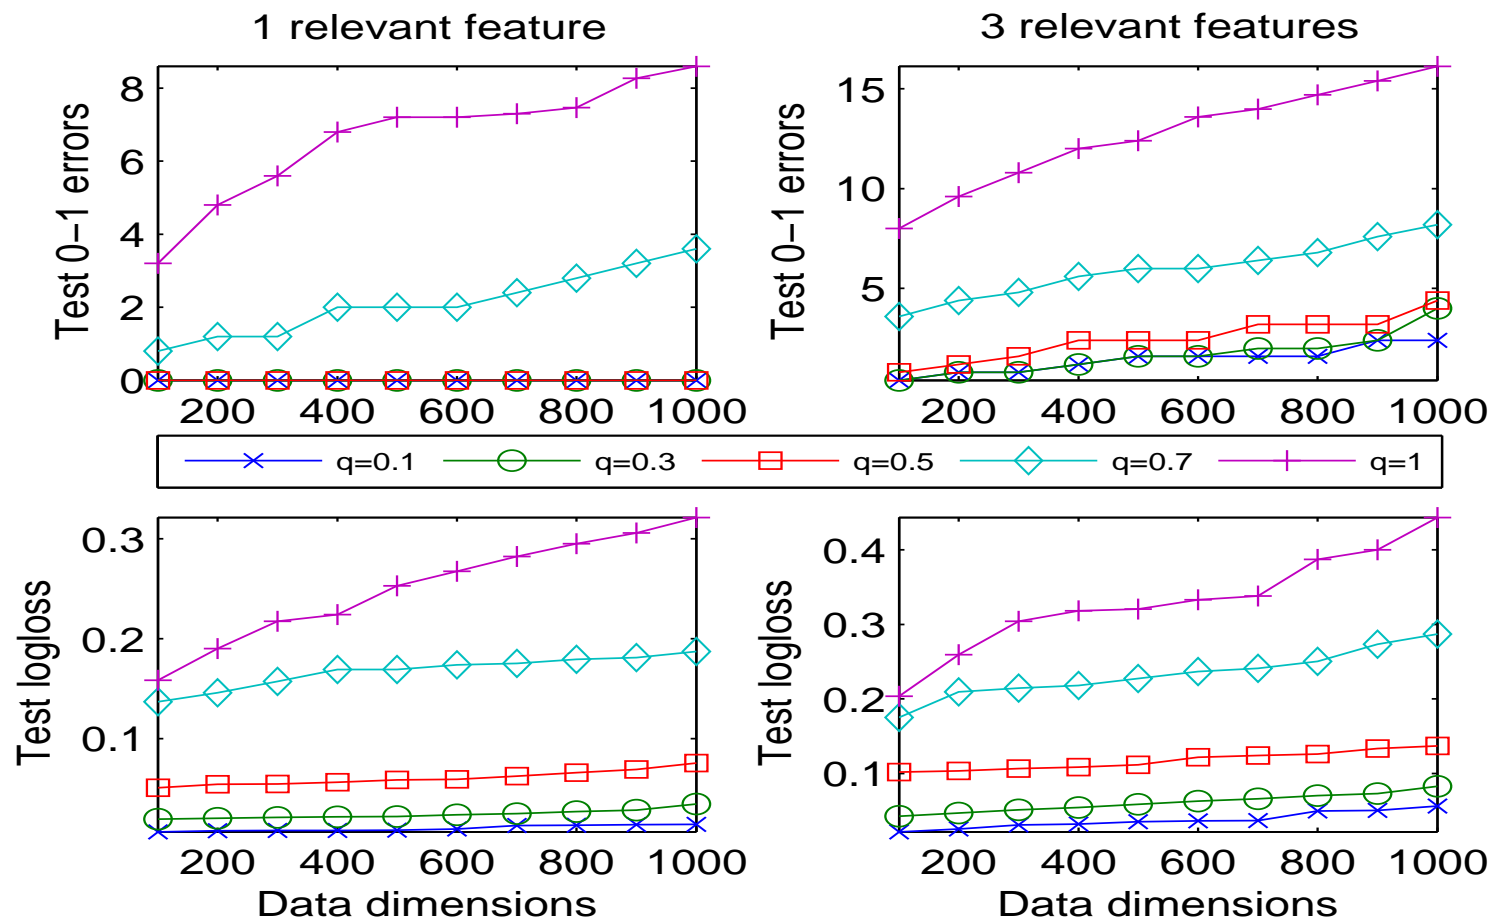 1 relevant feature
3 relevant features
Test 0−1 errors
8
6
4
2
0
200 400 600 800 1000
Test 0−1 errors
15
10
5
200 400 600 800 1000
q=0.1 q=0.3 q=0.5 q=0.7 q=1
Test logloss
0.3
0.2
0.1
200 400 600 800 1000
Data dimensions
Test logloss
0.4
0.3
0.2
0.1
200 400 600 800 1000
Data dimensions